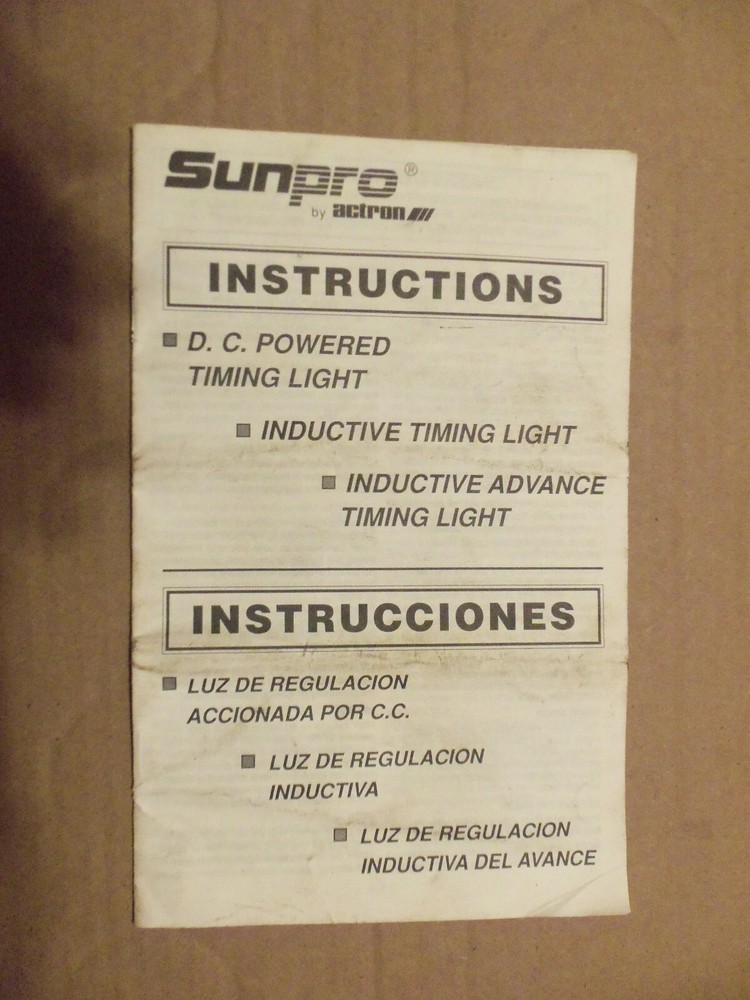 Sunpro®
by actron
INSTRUCTIONS
D. C. POWERED
TIMING LIGHT
INDUCTIVE TIMING LIGHT
INDUCTIVE ADVANCE
TIMING LIGHT
INSTRUCCIONES
LUZ DE REGULACION
ACCIONADA POR C.C.
LUZ DE REGULACION
INDUCTIVA
LUZ DE REGULACION
INDUCTIVA DEL AVANCE